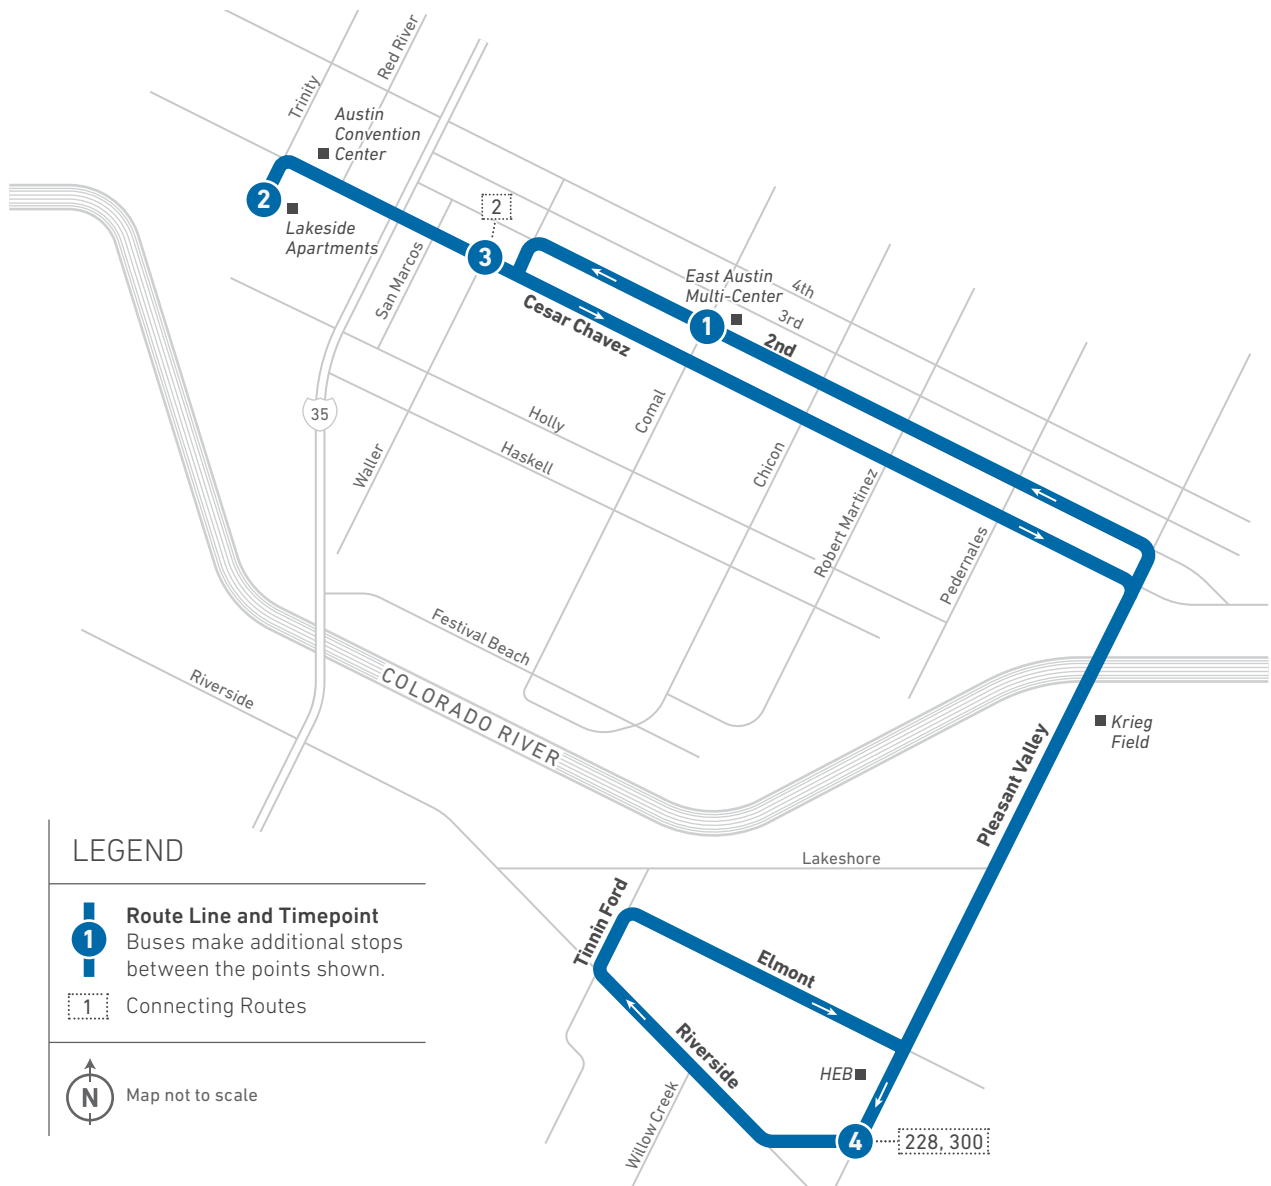 Red River
Trinity
Austin
Convention
Center
2
2
Lakeside
Apartments
San Marcos
3
East Austin
Multi-Center
4th
3rd
2nd
1
Cesar Chavez
35
Holly
Haskell
Comal
Waller
Chicon
Robert Martinez
Pedernales
Festival Beach
COLORADO RIVER
Riverside
Krieg
Field
Pleasant Valley
Lakeshore
Tinnin Ford
Elmont
Riverside
HEB
Willow Creek
4
228, 300
LEGEND
1
Route Line and Timepoint
Buses make additional stops
between the points shown.
1
Connecting Routes
N
Map not to scale